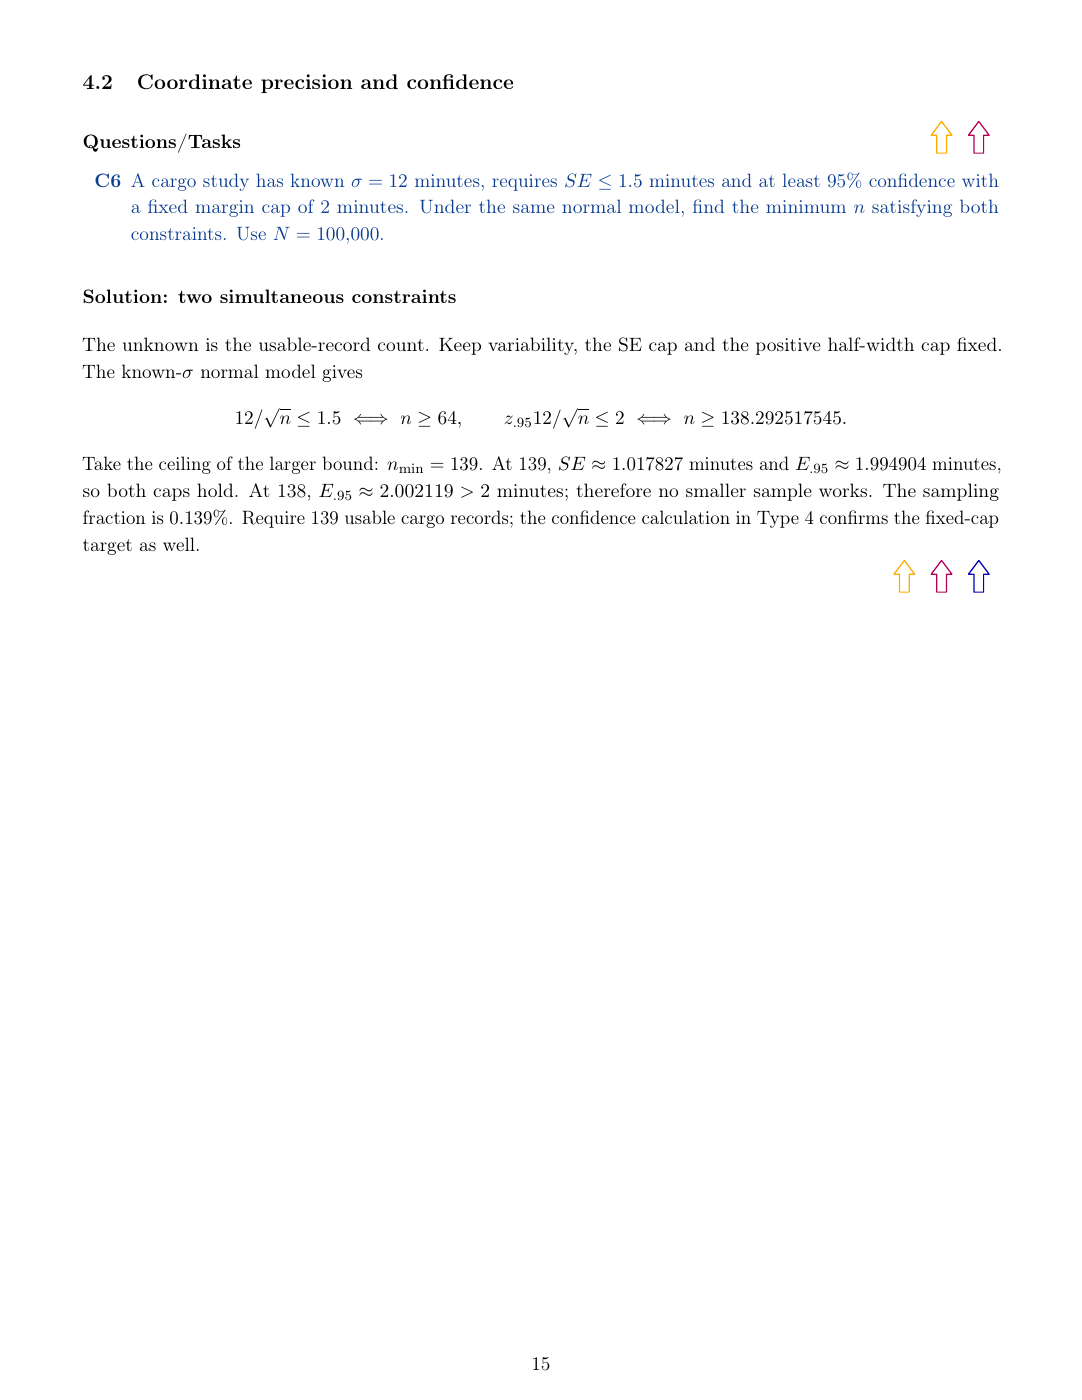 4.2 Coordinate precision and confidence
Questions/Tasks
C6 A cargo study has known σ = 12 minutes, requires SE ≤ 1.5 minutes and at least 95% confidence with
a fixed margin cap of 2 minutes. Under the same normal model, find the minimum n satisfying both
constraints. Use N = 100,000.
Solution: two simultaneous constraints
The unknown is the usable-record count. Keep variability, the SE cap and the positive half-width cap fixed.
The known-σ normal model gives
12/√n ≤ 1.5 ⟺ n ≥ 64, z.95 12/√n ≤ 2 ⟺ n ≥ 138.292517545.
Take the ceiling of the larger bound: nmin = 139. At 139, SE ≈ 1.017827 minutes and E.95 ≈ 1.994904 minutes,
so both caps hold. At 138, E.95 ≈ 2.002119 > 2 minutes; therefore no smaller sample works. The sampling
fraction is 0.139%. Require 139 usable cargo records; the confidence calculation in Type 4 confirms the fixed-cap
target as well.
15